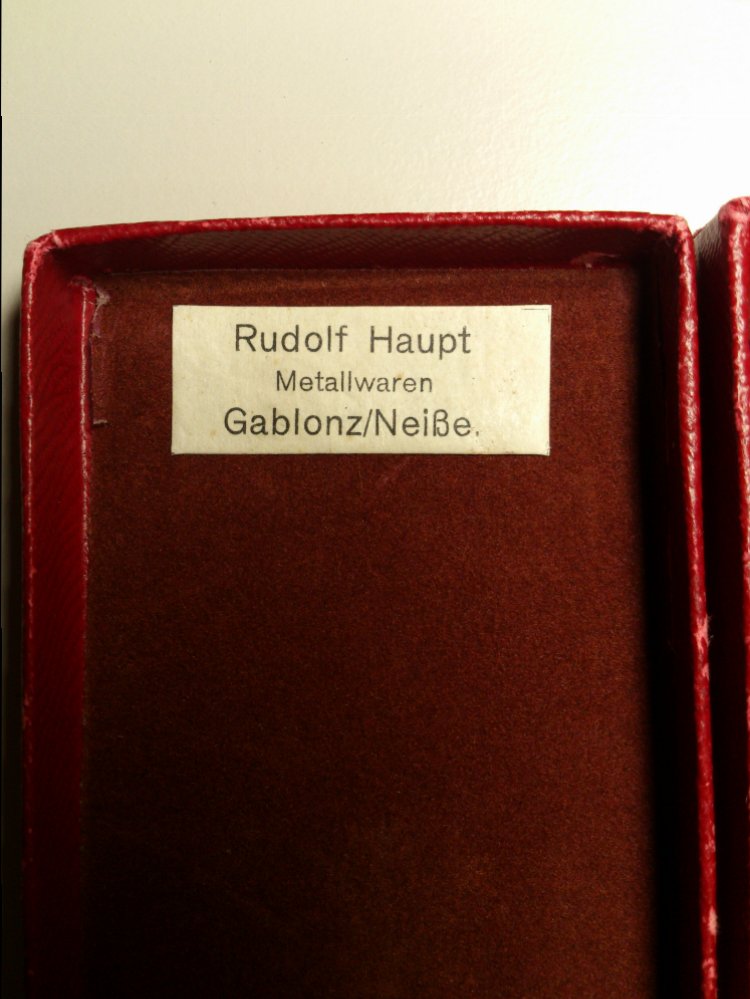 Rudolf Haupt
Metallwaren
Gablonz/Neiße.